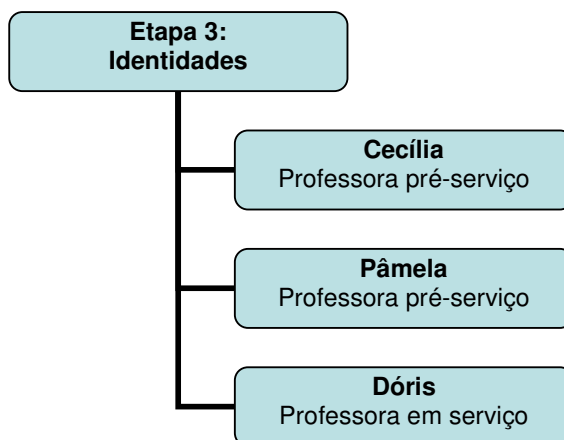 Etapa 3:
Identidades
Cecília
Professora pré-serviço
Pâmela
Professora pré-serviço
Dóris
Professora em serviço